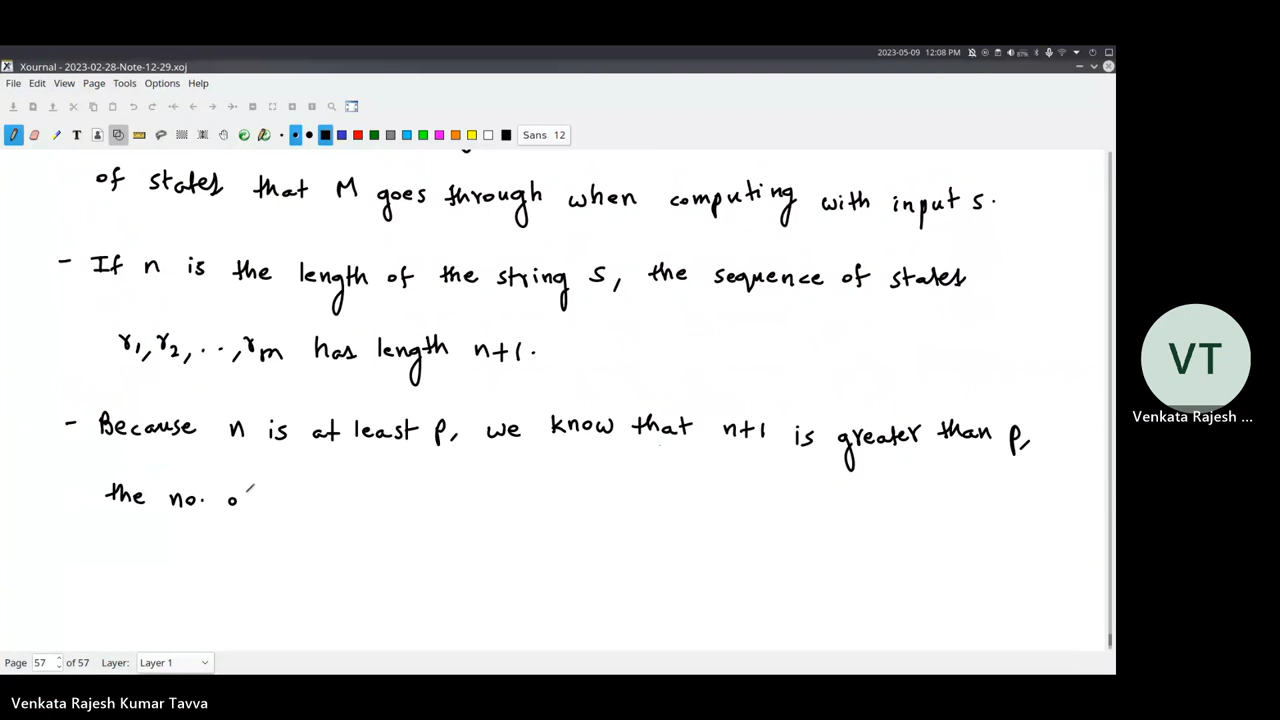 2023-05-09 12:08 PM
Xournal - 2023-02-28-Note-12-29.xoj
File Edit View Page Tools Options Help
Sans 12
of states that M goes through when computing with input s.
- If n is the length of the string s, the sequence of states
r1, r2, ..., rm has length n+1.
- Because n is at least p, we know that n+1 is greater than p,
the no. o
VT
Venkata Rajesh ...
Page 57 of 57 Layer: Layer 1
Venkata Rajesh Kumar Tavva